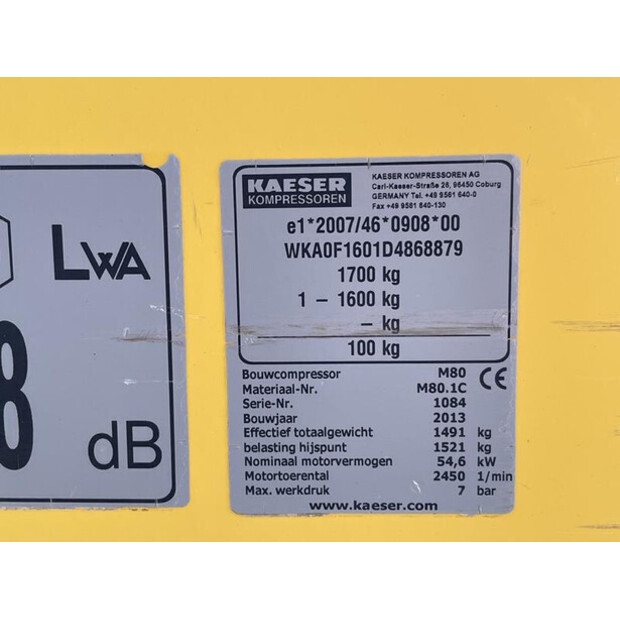 LWA
8
dB
KAESER
KOMPRESSOREN
KAESER KOMPRESSOREN AG
Carl-Kaeser-Straße 26, 96450 Coburg
GERMANY Tel. +49 9561 640-0
Fax +49 9561 640-130
e1*2007/46*0908*00
WKA0F1601D4868879
1700 kg
1 – 1600 kg
– kg
100 kg
Bouwcompressor M80 CE
Materiaal-Nr. M80.1C
Serie-Nr. 1084
Bouwjaar 2013
Effectief totaalgewicht 1491 kg
belasting hijspunt 1521 kg
Nominaal motorvermogen 54,6 kW
Motortoerental 2450 1/min
Max. werkdruk 7 bar
www.kaeser.com